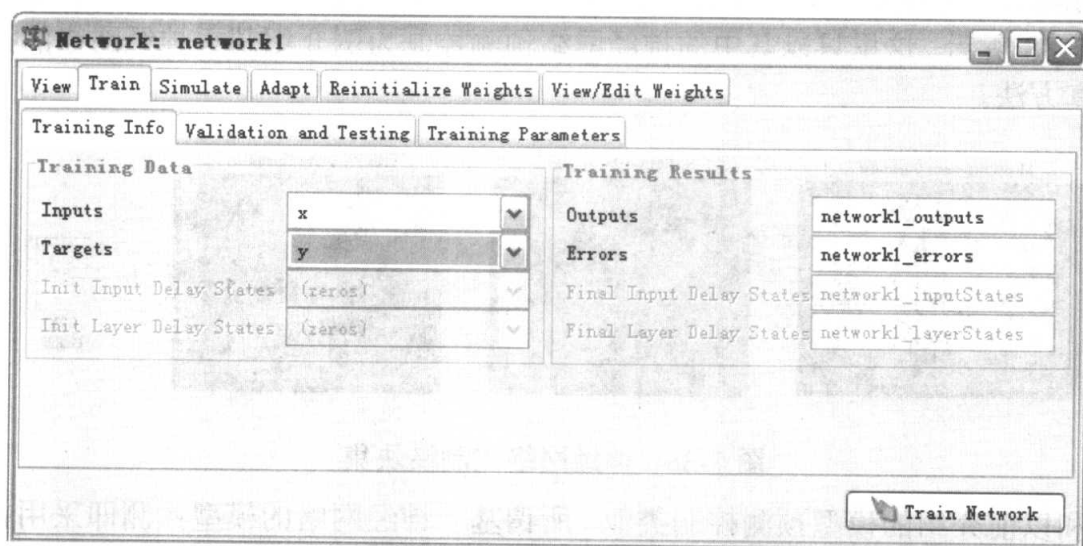 Network: network1
View Train Simulate Adapt Reinitialize Weights View/Edit Weights
Training Info Validation and Testing Training Parameters
Training Data
Inputs x
Targets y
Init Input Delay States (zeros)
Init Layer Delay States (zeros)
Training Results
Outputs network1_outputs
Errors network1_errors
Final Input Delay States network1_inputStates
Final Layer Delay States network1_layerStates
Train Network